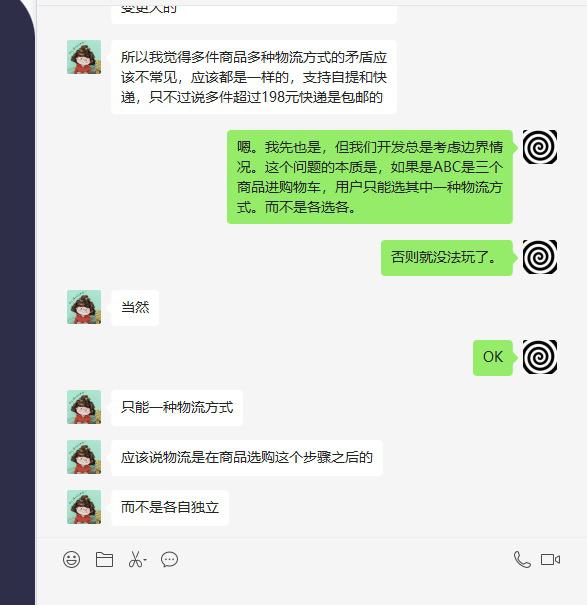 变更大的
所以我觉得多件商品多种物流方式的矛盾应
该不常见，应该都是一样的，支持自提和快
递，只不过说多件超过198元快递是包邮的
嗯。我先也是，但我们开发总是考虑边界情
况。这个问题的本质是，如果是ABC是三个
商品进购物车，用户只能选其中一种物流方
式。而不是各选各。
否则就没法玩了。
当然
OK
只能一种物流方式
应该说物流是在商品选购这个步骤之后的
而不是各自独立